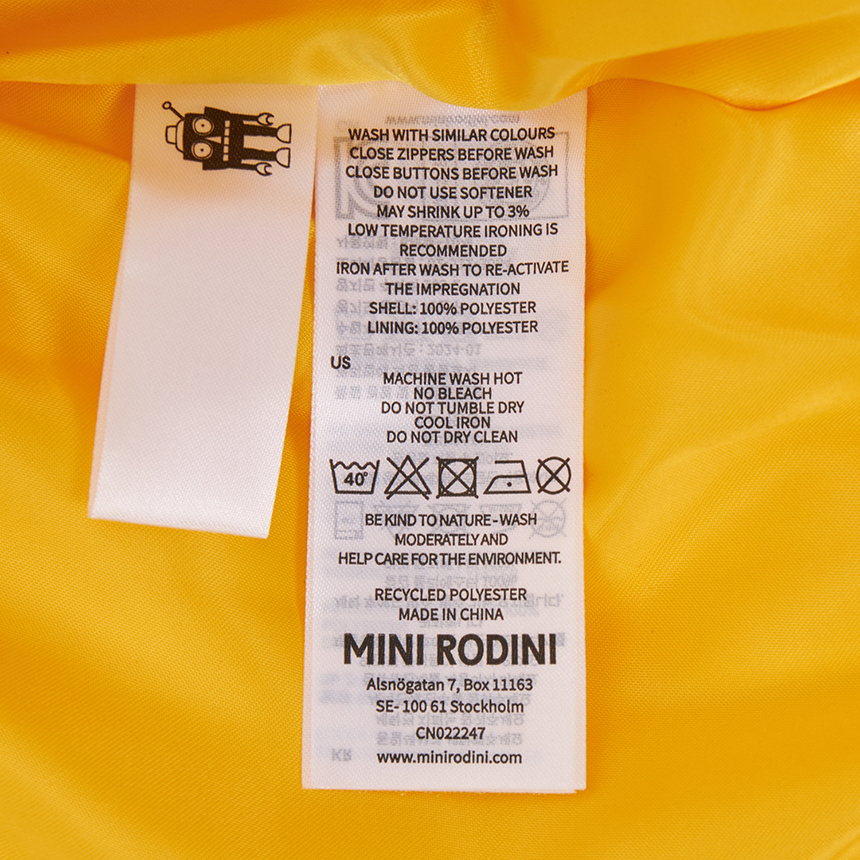 WASH WITH SIMILAR COLOURS
CLOSE ZIPPERS BEFORE WASH
CLOSE BUTTONS BEFORE WASH
DO NOT USE SOFTENER
MAY SHRINK UP TO 3%
LOW TEMPERATURE IRONING IS
RECOMMENDED
IRON AFTER WASH TO RE-ACTIVATE
THE IMPREGNATION
SHELL: 100% POLYESTER
LINING: 100% POLYESTER
US
MACHINE WASH HOT
NO BLEACH
DO NOT TUMBLE DRY
COOL IRON
DO NOT DRY CLEAN
40°
BE KIND TO NATURE - WASH
MODERATELY AND
HELP CARE FOR THE ENVIRONMENT.
RECYCLED POLYESTER
MADE IN CHINA
MINI RODINI
Alsnögatan 7, Box 11163
SE- 100 61 Stockholm
CN022247
www.minirodini.com